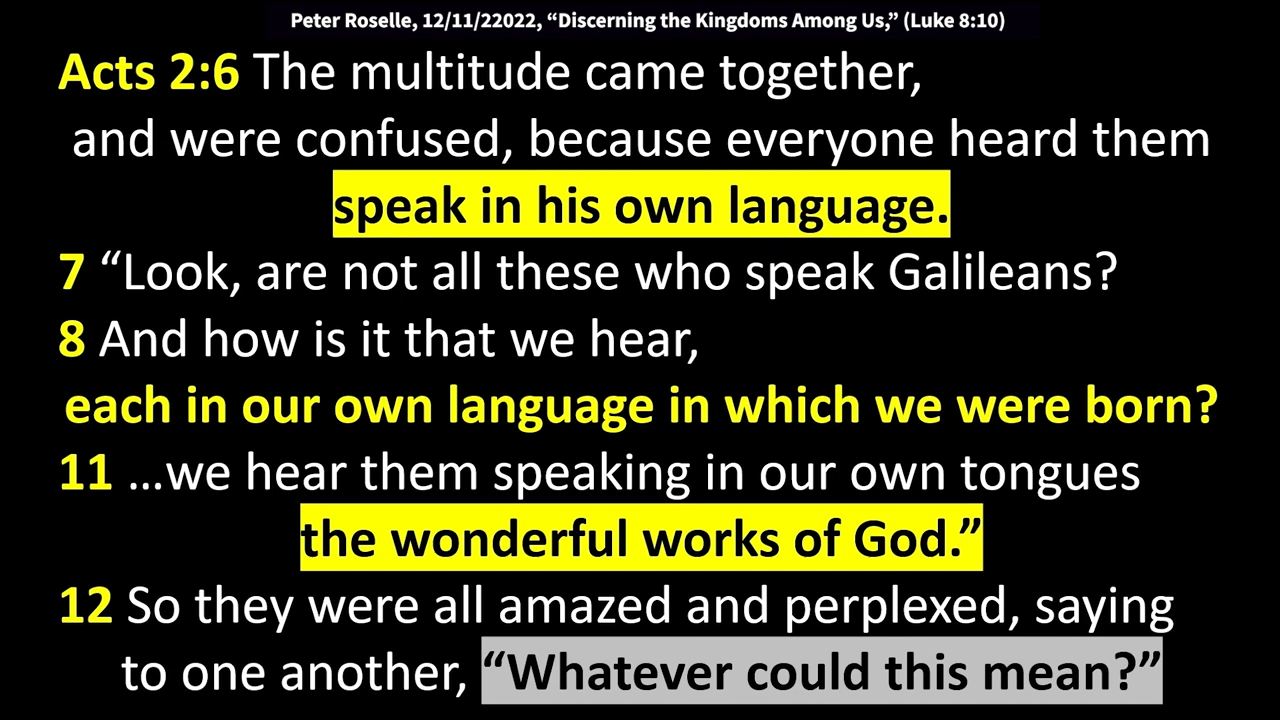 Peter Roselle, 12/11/22022, “Discerning the Kingdoms Among Us,” (Luke 8:10)
Acts 2:6 The multitude came together,
and were confused, because everyone heard them
speak in his own language.
7 “Look, are not all these who speak Galileans?
8 And how is it that we hear,
each in our own language in which we were born?
11 ...we hear them speaking in our own tongues
the wonderful works of God.”
12 So they were all amazed and perplexed, saying
to one another, “Whatever could this mean?”